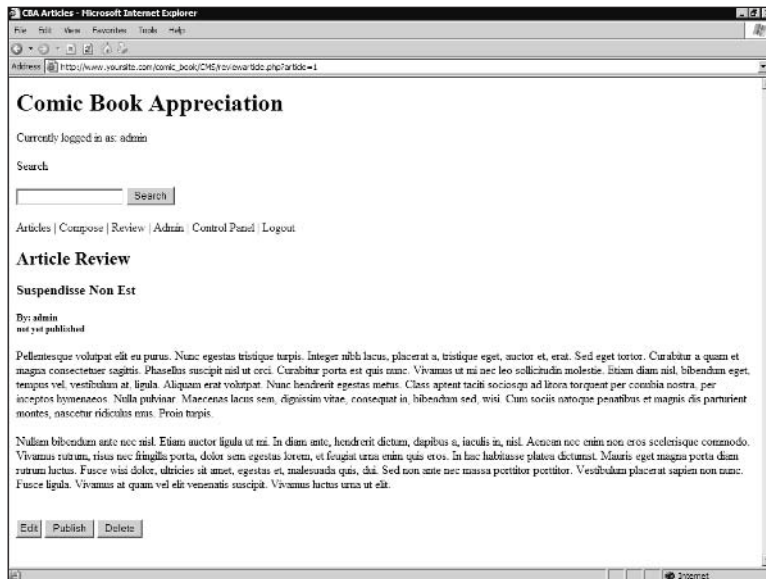 CBA Articles - Microsoft Internet Explorer
File Edit View Favorites Tools Help
Address http://www.yoursite.com/comic_book/CMS/reviewarticle.php?article=1
Comic Book Appreciation
Currently logged in as: admin
Search
Search
Articles | Compose | Review | Admin | Control Panel | Logout
Article Review
Suspendisse Non Est
By: admin
not yet published
Pellentesque volutpat elit eu purus. Nunc egestas tristique turpis. Integer nibh lacus, placerat a, tristique eget, auctor et, erat. Sed eget tortor. Curabitur a quam et
magna consectetuer sagittis. Phasellus suscipit nisl ut orci. Curabitur porta est quis nunc. Vivamus ut mi nec leo sollicitudin molestie. Etiam diam nisl, bibendum eget,
tempus vel, vestibulum at, ligula. Aliquam erat volutpat. Nunc hendrerit egestas metus. Class aptent taciti sociosqu ad litora torquent per conubia nostra, per
inceptos hymenaeos. Nulla pulvinar. Maecenas lacus sem, dignissim vitae, consequat in, bibendum sed, wisi. Cum sociis natoque penatibus et magnis dis parturient
montes, nascetur ridiculus mus. Proin turpis.
Nullam bibendum ante nec nisl. Etiam auctor ligula ut mi. In diam ante, hendrerit dictum, dapibus a, iaculis in, nisl. Aenean nec enim non eros scelerisque commodo.
Vivamus rutrum, risus nec fringilla porta, dolor sem egestas lorem, et feugiat urna enim quis eros. In hac habitasse platea dictumst. Mauris eget magna porta diam
rutrum luctus. Fusce wisi dolor, ultricies sit amet, egestas et, malesuada quis, dui. Sed non ante nec massa porttitor porttitor. Vestibulum placerat sapien non nunc.
Fusce ligula. Vivamus at quam vel elit venenatis suscipit. Vivamus luctus urna ut elit.
Edit Publish Delete
Internet